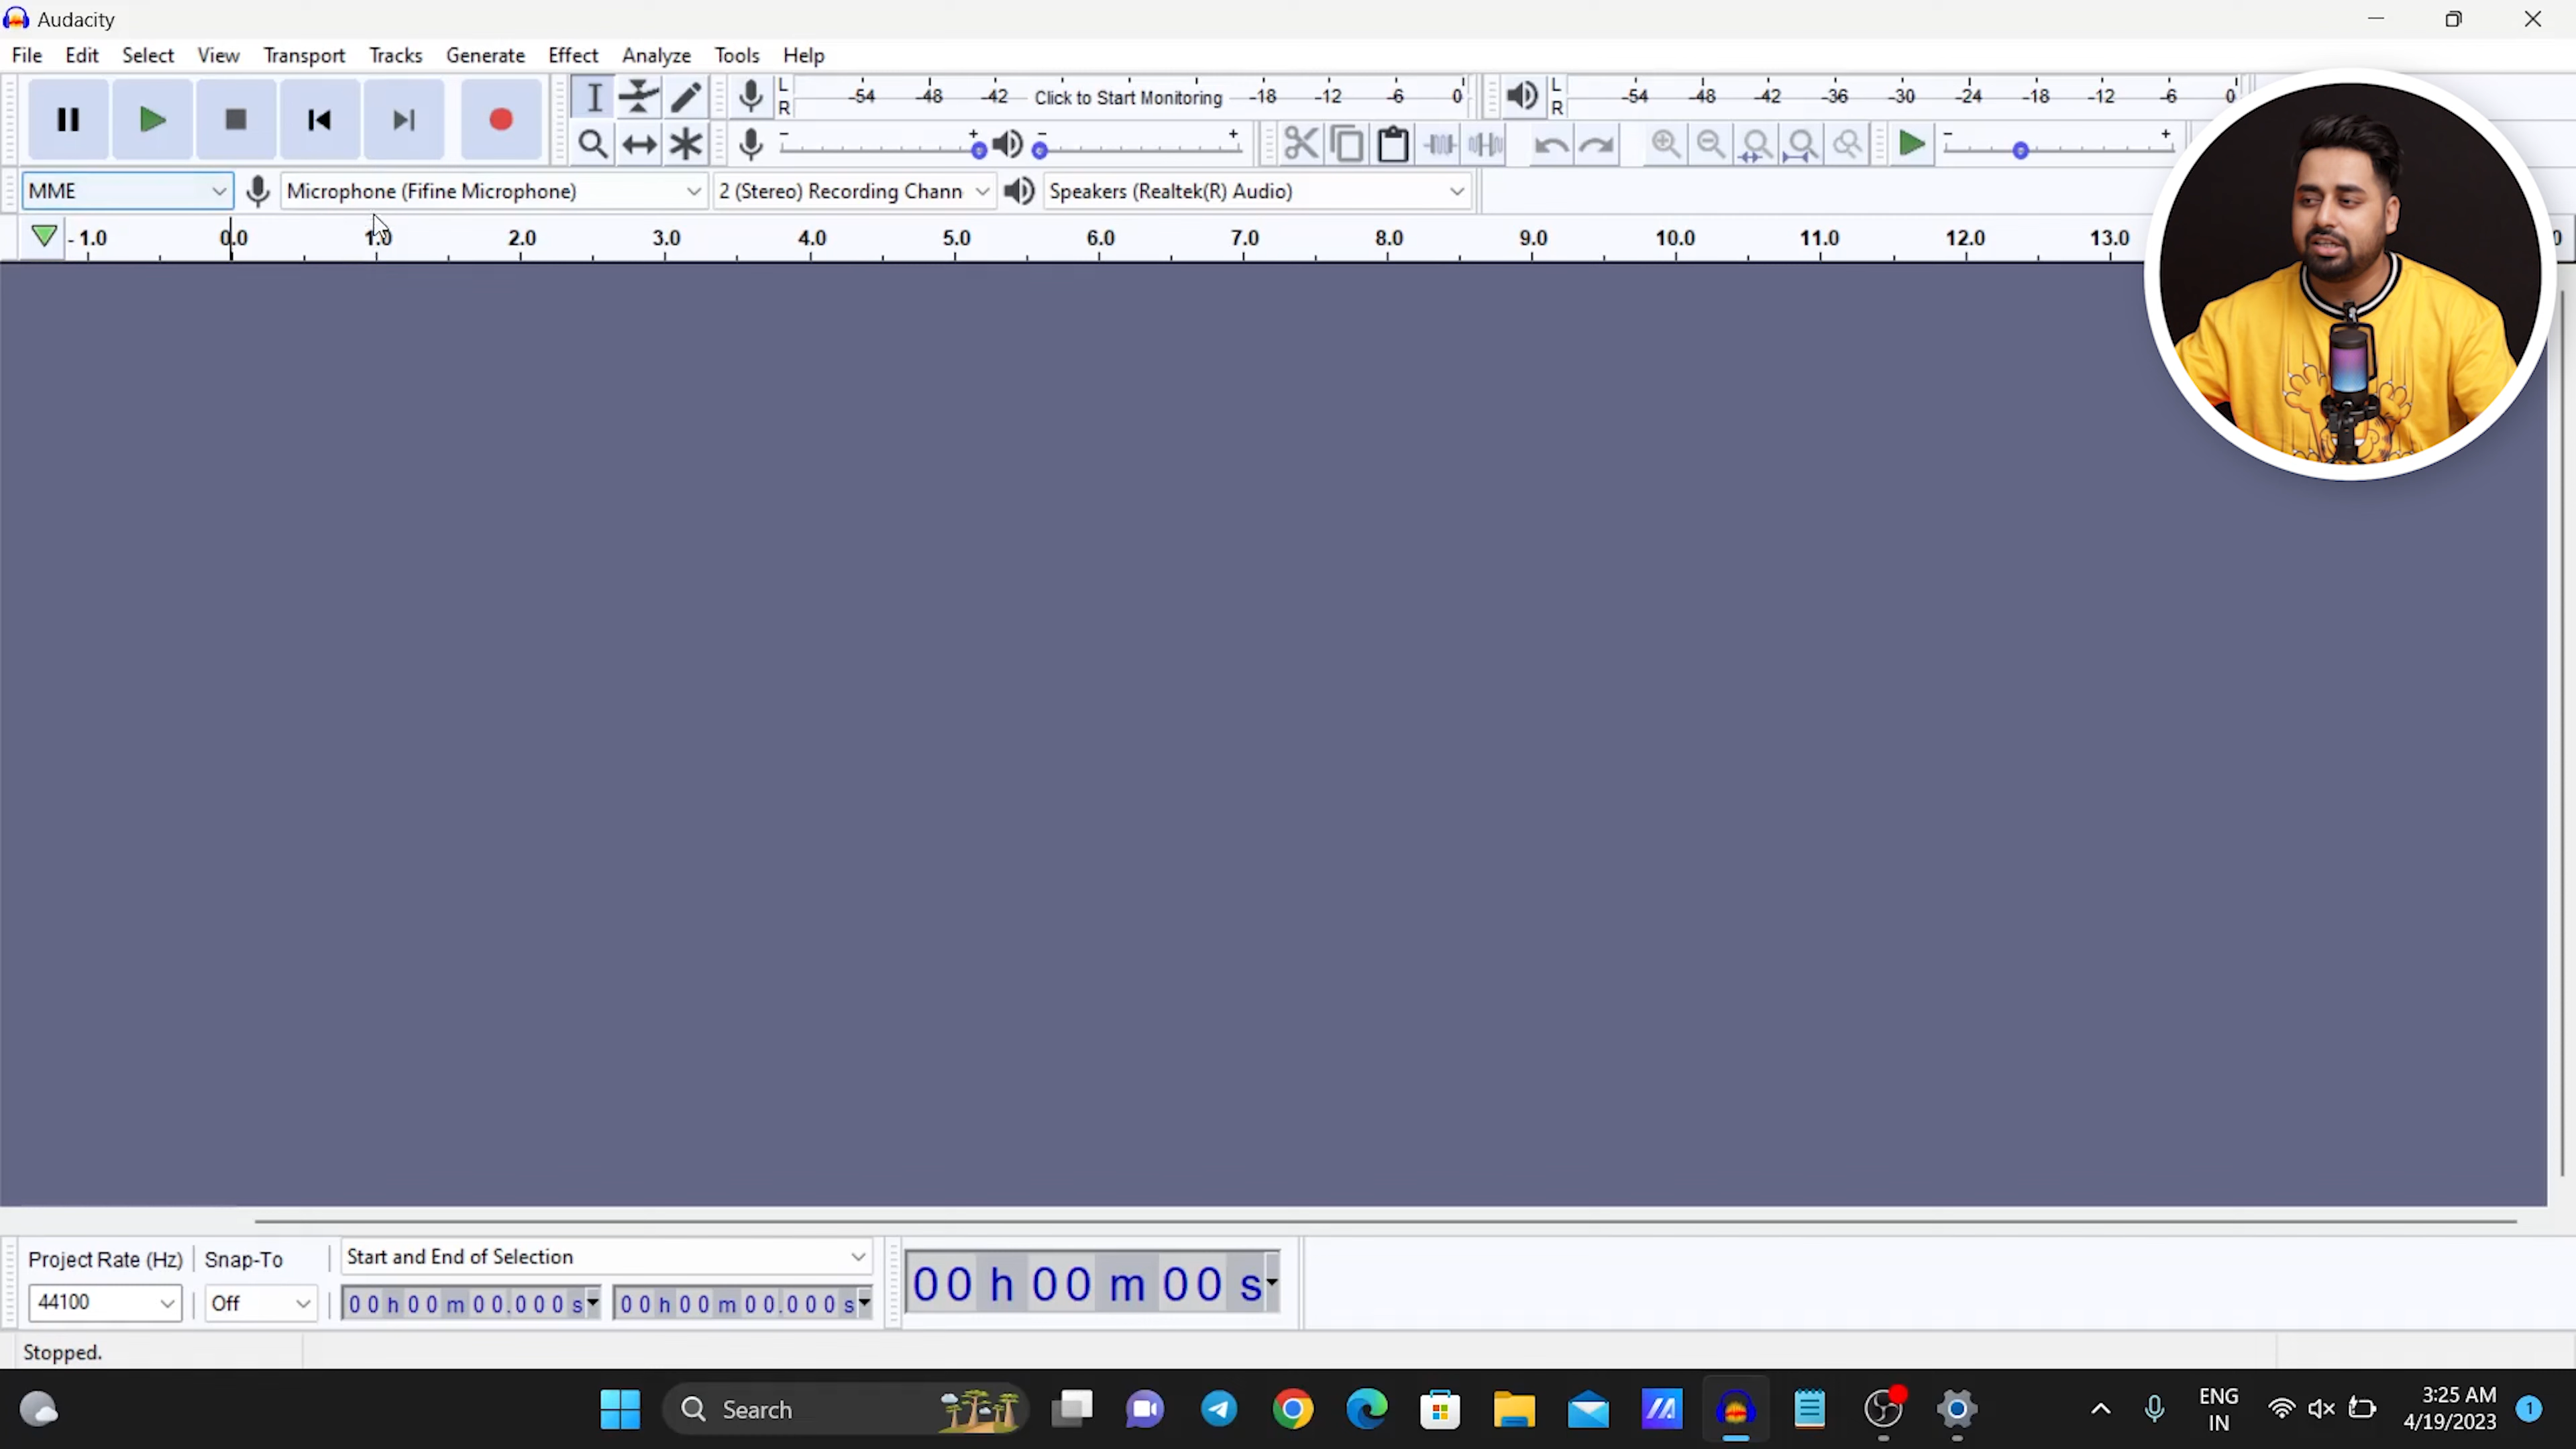 Audacity
File Edit Select View Transport Tracks Generate Effect Analyze Tools Help
L -54 -48 -42 Click to Start Monitoring -18 -12 -6 0 L -54 -48 -42 -36 -30 -24 -18 -12 -6 0
R R
- + - + - +
MME Microphone (Fifine Microphone) 2 (Stereo) Recording Chann Speakers (Realtek(R) Audio)
-1.0 0.0 1.0 2.0 3.0 4.0 5.0 6.0 7.0 8.0 9.0 10.0 11.0 12.0 13.0
Project Rate (Hz) Snap-To Start and End of Selection
44100 Off 00 h 00 m 00.000 s 00 h 00 m 00.000 s 00 h 00 m 00 s
Stopped.
Search ENG 3:25 AM
IN 4/19/2023 1